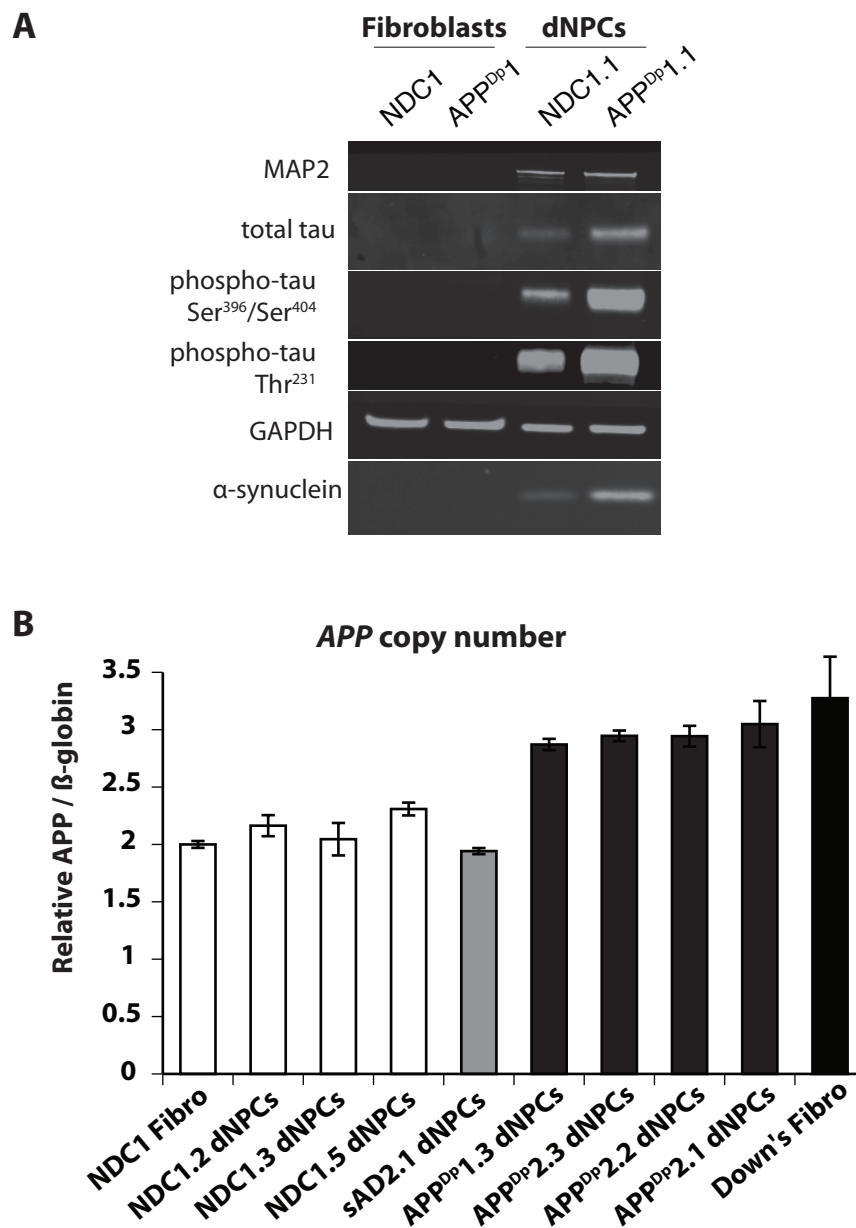 A
Fibroblasts dNPCs
NDC1 APPᴰᵖ1 NDC1.1 APPᴰᵖ1.1
MAP2
total tau
phospho-tau
Ser³⁹⁶/Ser⁴⁰⁴
phospho-tau
Thr²³¹
GAPDH
α-synuclein
B
APP copy number
Relative APP / ß-globin
3.5
3
2.5
2
1.5
1
0.5
0
NDC1 Fibro
NDC1.2 dNPCs
NDC1.3 dNPCs
NDC1.5 dNPCs
sAD2.1 dNPCs
APPᴰᵖ1.3 dNPCs
APPᴰᵖ2.3 dNPCs
APPᴰᵖ2.2 dNPCs
APPᴰᵖ2.1 dNPCs
Down's Fibro